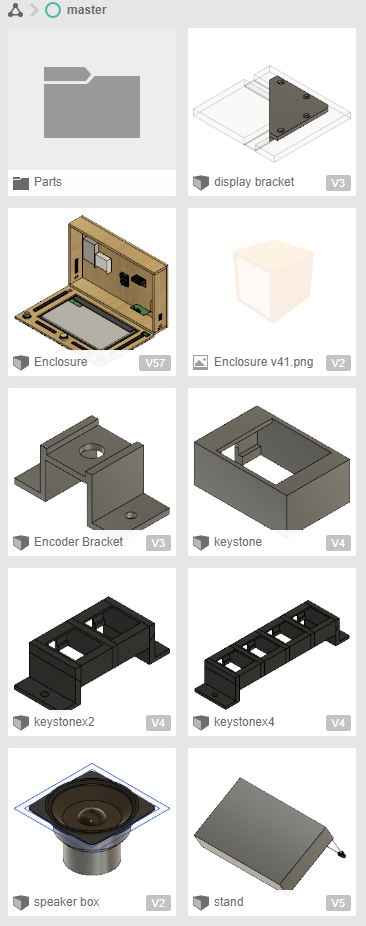 master
Parts
display bracket V3
Enclosure V57
Enclosure v41.png V2
Encoder Bracket V3
keystone V4
keystonex2 V4
keystonex4 V4
speaker box V2
stand V5